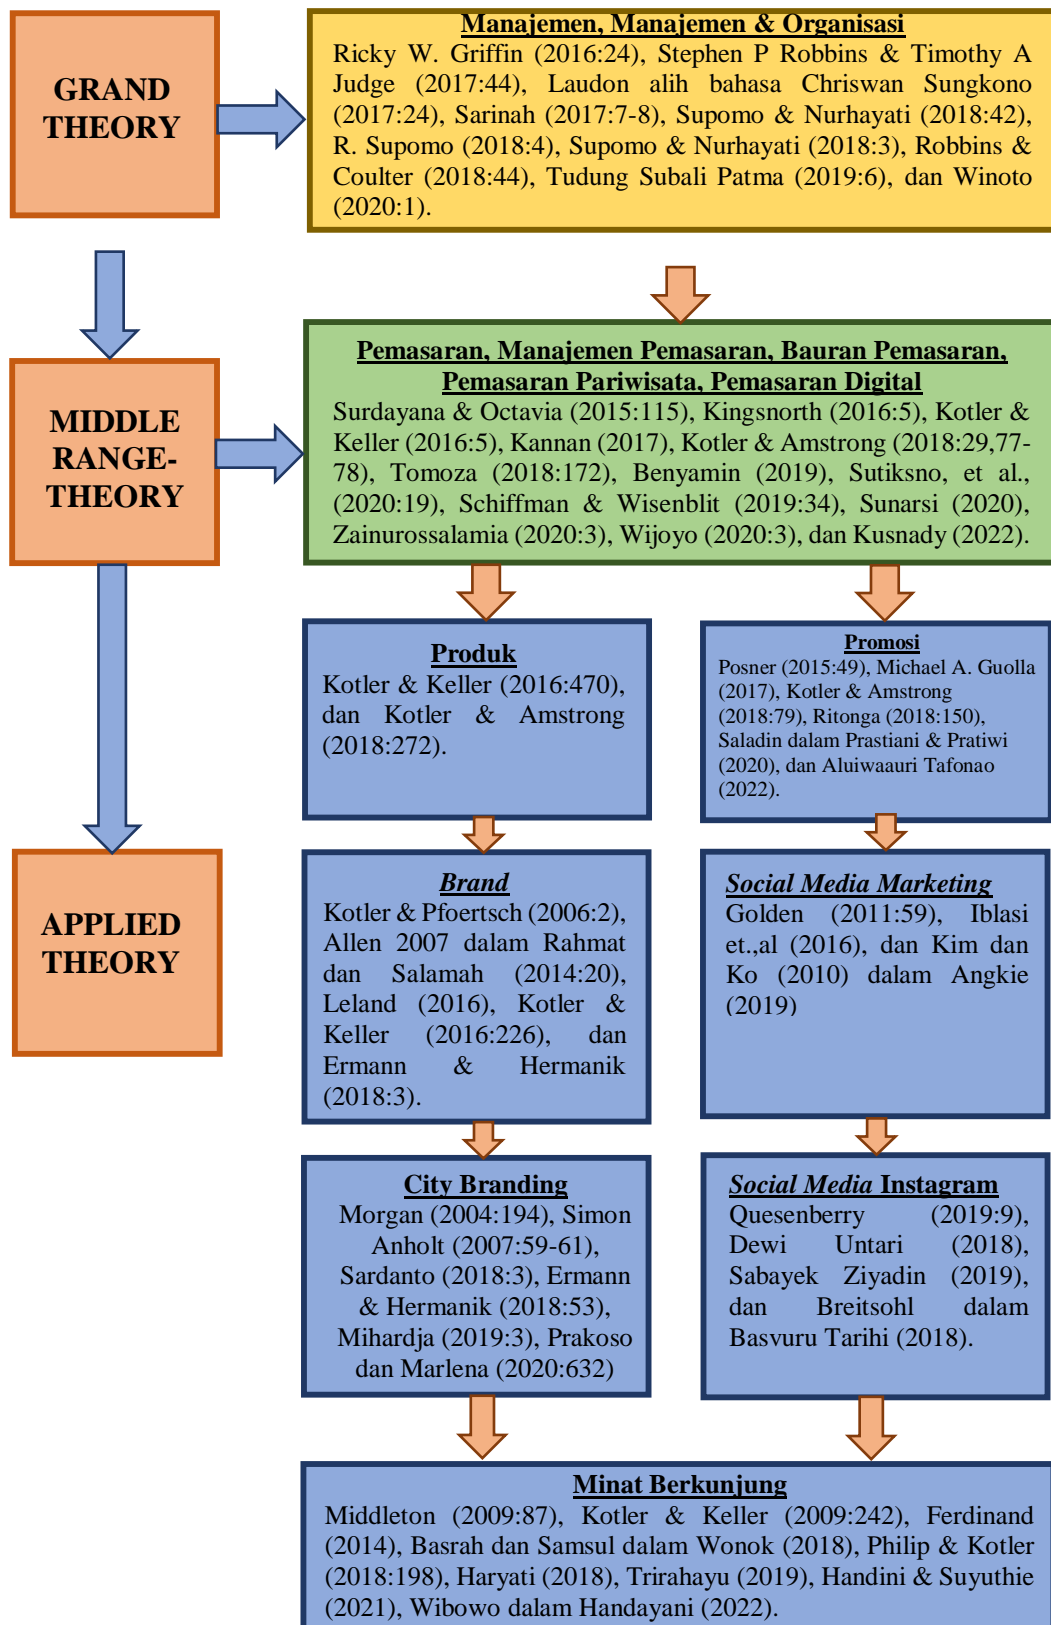 GRAND
THEORY
Manajemen, Manajemen & Organisasi
Ricky W. Griffin (2016:24), Stephen P Robbins & Timothy A
Judge (2017:44), Laudon alih bahasa Chriswan Sungkono
(2017:24), Sarinah (2017:7-8), Supomo & Nurhayati (2018:42),
R. Supomo (2018:4), Supomo & Nurhayati (2018:3), Robbins &
Coulter (2018:44), Tudung Subali Patma (2019:6), dan Winoto
(2020:1).
MIDDLE
RANGE-
THEORY
Pemasaran, Manajemen Pemasaran, Bauran Pemasaran,
Pemasaran Pariwisata, Pemasaran Digital
Surdayana & Octavia (2015:115), Kingsnorth (2016:5), Kotler &
Keller (2016:5), Kannan (2017), Kotler & Amstrong (2018:29,77-
78), Tomoza (2018:172), Benyamin (2019), Sutiksno, et al.,
(2020:19), Schiffman & Wisenblit (2019:34), Sunarsi (2020),
Zainurossalamia (2020:3), Wijoyo (2020:3), dan Kusnady (2022).
Produk
Kotler & Keller (2016:470),
dan Kotler & Amstrong
(2018:272).
Promosi
Posner (2015:49), Michael A. Guolla
(2017), Kotler & Amstrong
(2018:79), Ritonga (2018:150),
Saladin dalam Prastiani & Pratiwi
(2020), dan Aluiwaauri Tafonao
(2022).
APPLIED
THEORY
Brand
Kotler & Pfoertsch (2006:2),
Allen 2007 dalam Rahmat
dan Salamah (2014:20),
Leland (2016), Kotler &
Keller (2016:226), dan
Ermann & Hermanik
(2018:3).
Social Media Marketing
Golden (2011:59), Iblasi
et.,al (2016), dan Kim dan
Ko (2010) dalam Angkie
(2019)
City Branding
Morgan (2004:194), Simon
Anholt (2007:59-61),
Sardanto (2018:3), Ermann
& Hermanik (2018:53),
Mihardja (2019:3), Prakoso
dan Marlena (2020:632)
Social Media Instagram
Quesenberry (2019:9),
Dewi Untari (2018),
Sabayek Ziyadin (2019),
dan Breitsohl dalam
Basvuru Tarihi (2018).
Minat Berkunjung
Middleton (2009:87), Kotler & Keller (2009:242), Ferdinand
(2014), Basrah dan Samsul dalam Wonok (2018), Philip & Kotler
(2018:198), Haryati (2018), Trirahayu (2019), Handini & Suyuthie
(2021), Wibowo dalam Handayani (2022).